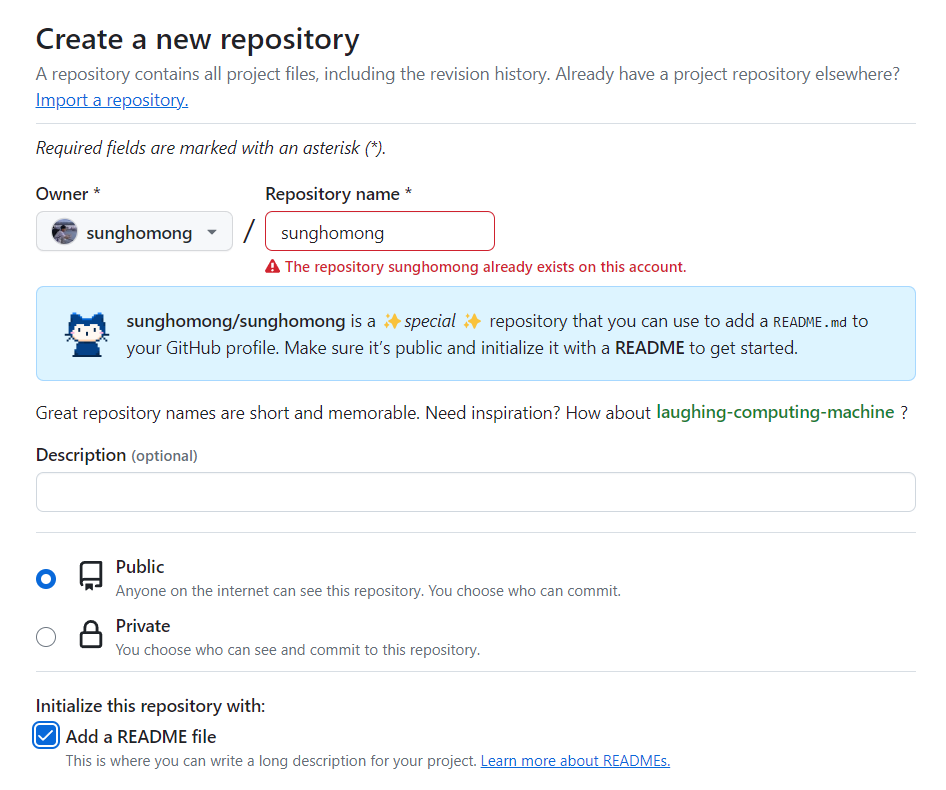 Create a new repository
A repository contains all project files, including the revision history. Already have a project repository elsewhere?
Import a repository.
Required fields are marked with an asterisk (*).
Owner * Repository name *
sunghomong / sunghomong
The repository sunghomong already exists on this account.
sunghomong/sunghomong is a ✨special ✨ repository that you can use to add a README.md to
your GitHub profile. Make sure it’s public and initialize it with a README to get started.
Great repository names are short and memorable. Need inspiration? How about laughing-computing-machine ?
Description (optional)
Public
Anyone on the internet can see this repository. You choose who can commit.
Private
You choose who can see and commit to this repository.
Initialize this repository with:
Add a README file
This is where you can write a long description for your project. Learn more about READMEs.